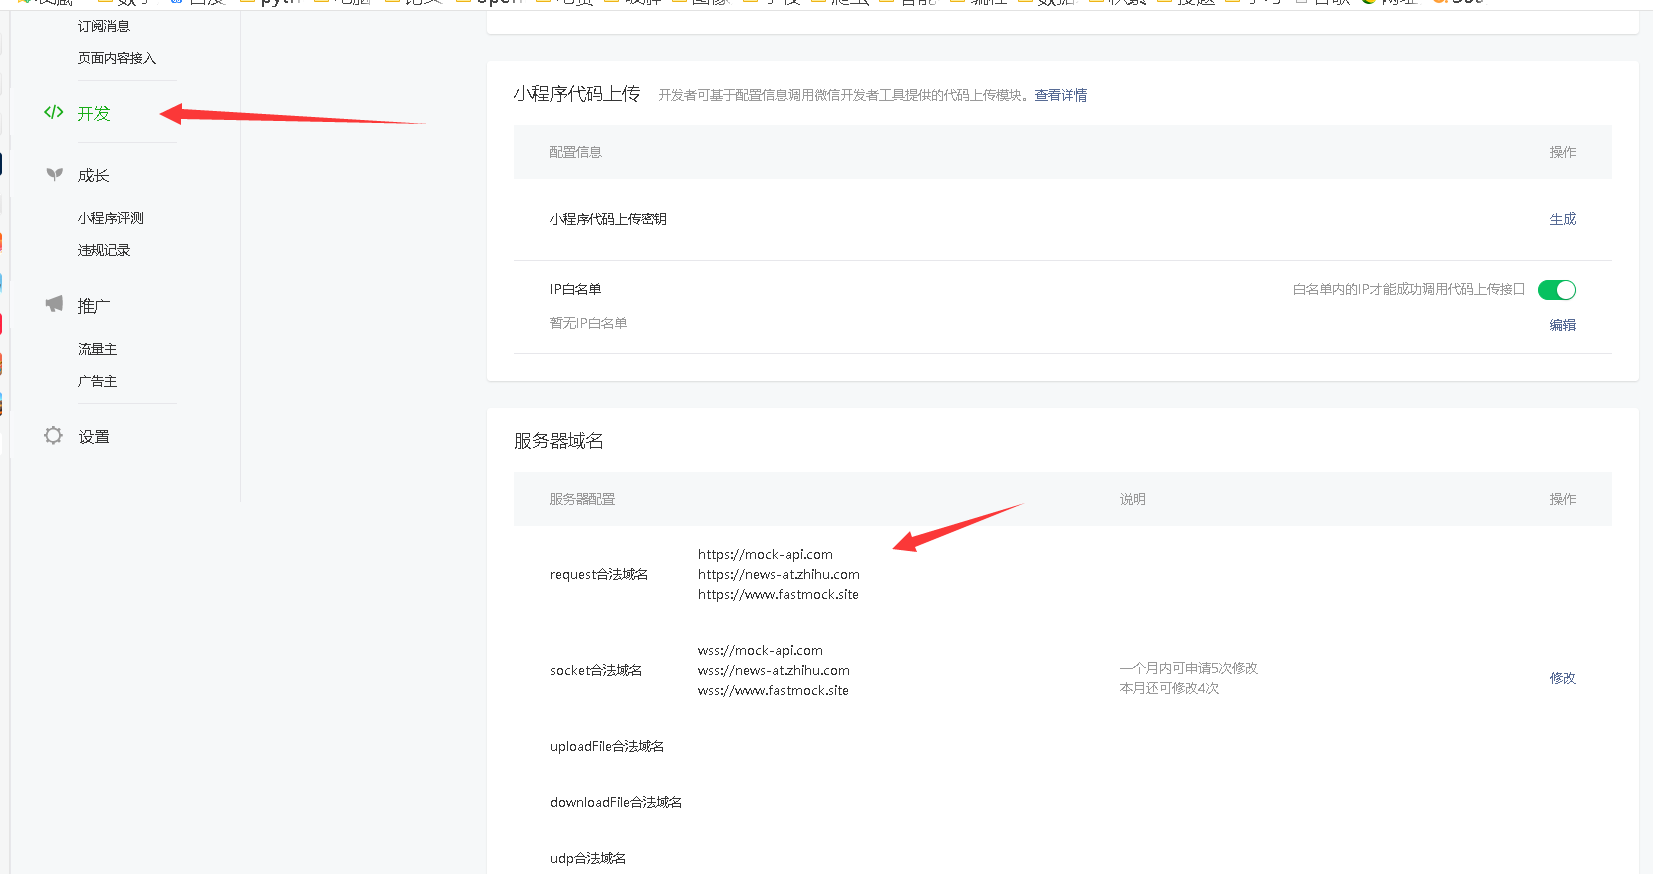 订阅消息
页面内容接入
开发
成长
小程序评测
违规记录
推广
流量主
广告主
设置
小程序代码上传 开发者可基于配置信息调用微信开发者工具提供的代码上传模块。查看详情
配置信息 操作
小程序代码上传密钥 生成
IP白名单 白名单内的IP才能成功调用代码上传接口
暂无IP白名单 编辑
服务器域名
服务器配置 说明 操作
request合法域名
https://mock-api.com
https://news-at.zhihu.com
https://www.fastmock.site
socket合法域名
wss://mock-api.com
wss://news-at.zhihu.com
wss://www.fastmock.site
一个月内可申请5次修改
本月还可修改4次
修改
uploadFile合法域名
downloadFile合法域名
udp合法域名